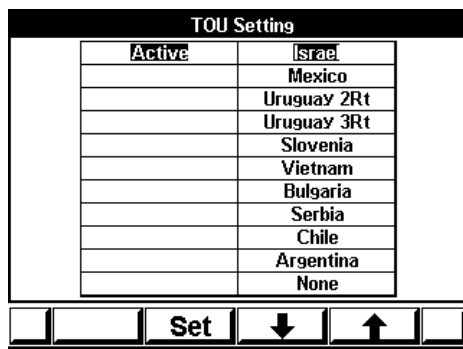 TOU Setting
Active Israel
Mexico
Uruguay 2Rt
Uruguay 3Rt
Slovenia
Vietnam
Bulgaria
Serbia
Chile
Argentina
None
Set